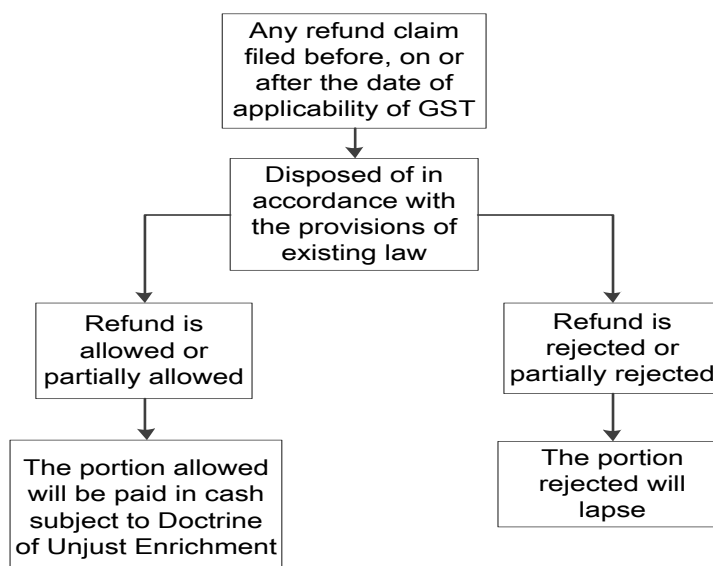 Any refund claim
filed before, on or
after the date of
applicability of GST
Disposed of in
accordance with
the provisions of
existing law
Refund is
allowed or
partially allowed
Refund is
rejected or
partially rejected
The portion allowed
will be paid in cash
subject to Doctrine
of Unjust Enrichment
The portion
rejected will
lapse